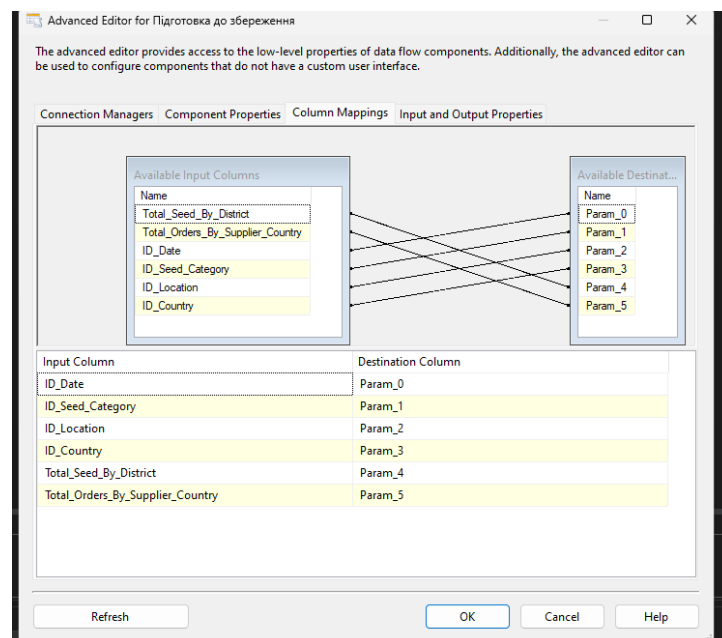 Advanced Editor for Підготовка до збереження
The advanced editor provides access to the low-level properties of data flow components. Additionally, the advanced editor can
be used to configure components that do not have a custom user interface.
Connection Managers Component Properties Column Mappings Input and Output Properties
Available Input Columns
Name
Total_Seed_By_District
Total_Orders_By_Supplier_Country
ID_Date
ID_Seed_Category
ID_Location
ID_Country
Available Destinat...
Name
Param_0
Param_1
Param_2
Param_3
Param_4
Param_5
Input Column Destination Column
ID_Date Param_0
ID_Seed_Category Param_1
ID_Location Param_2
ID_Country Param_3
Total_Seed_By_District Param_4
Total_Orders_By_Supplier_Country Param_5
Refresh OK Cancel Help